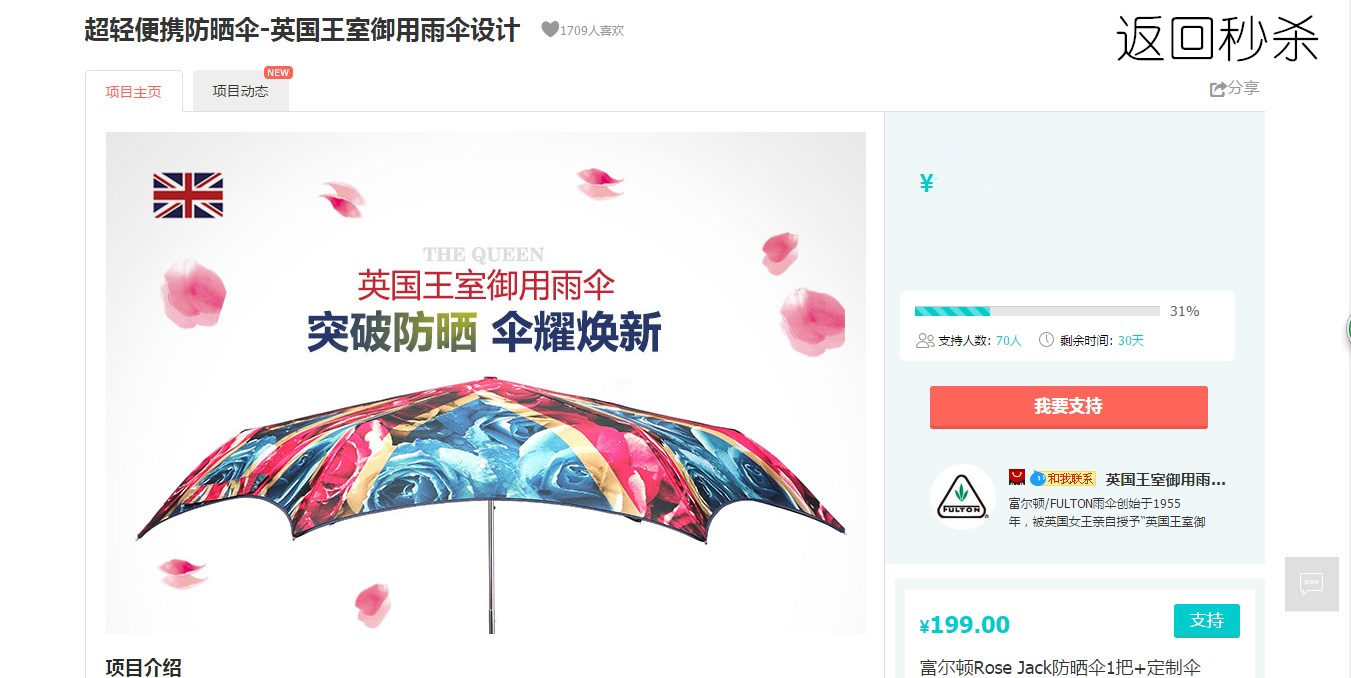 超轻便携防晒伞-英国王室御用雨伞设计
1709人喜欢
返回秒杀
项目主页
项目动态
NEW
分享
THE QUEEN
英国王室御用雨伞
突破防晒 伞耀焕新
¥
31%
支持人数: 70人
剩余时间: 30天
我要支持
FULTON
和我联系
英国王室御用雨...
富尔顿/FULTON雨伞创始于1955
年，被英国女王亲自授予“英国王室御
¥199.00
支持
富尔顿Rose Jack防晒伞1把+定制伞
项目介绍